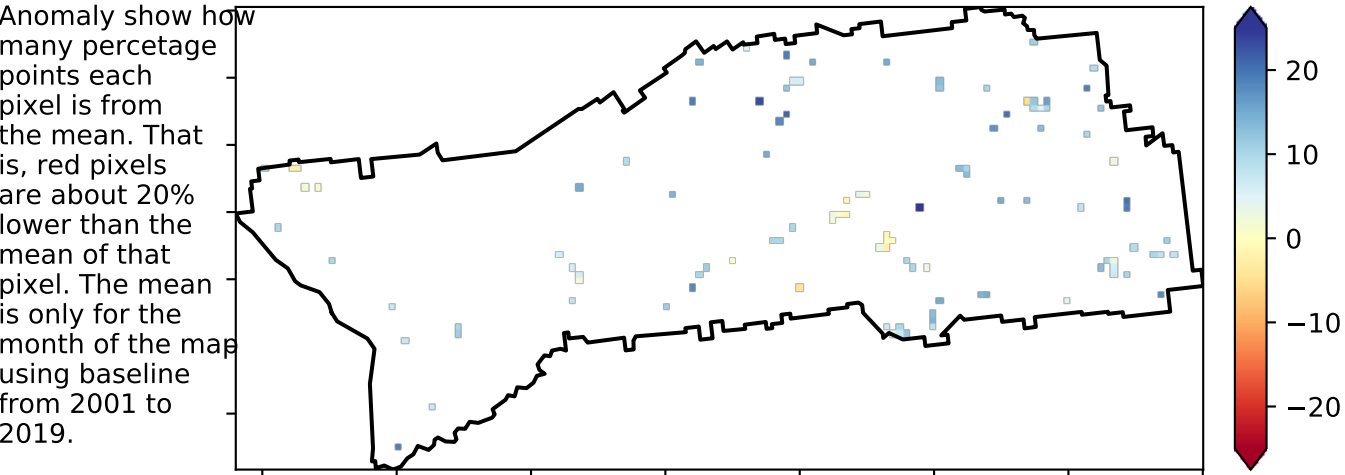 Anomaly show how
many percetage
points each
pixel is from
the mean. That
is, red pixels
are about 20%
lower than the
mean of that
pixel. The mean
is only for the
month of the map
using baseline
from 2001 to
2019.
20
10
0
−10
−20